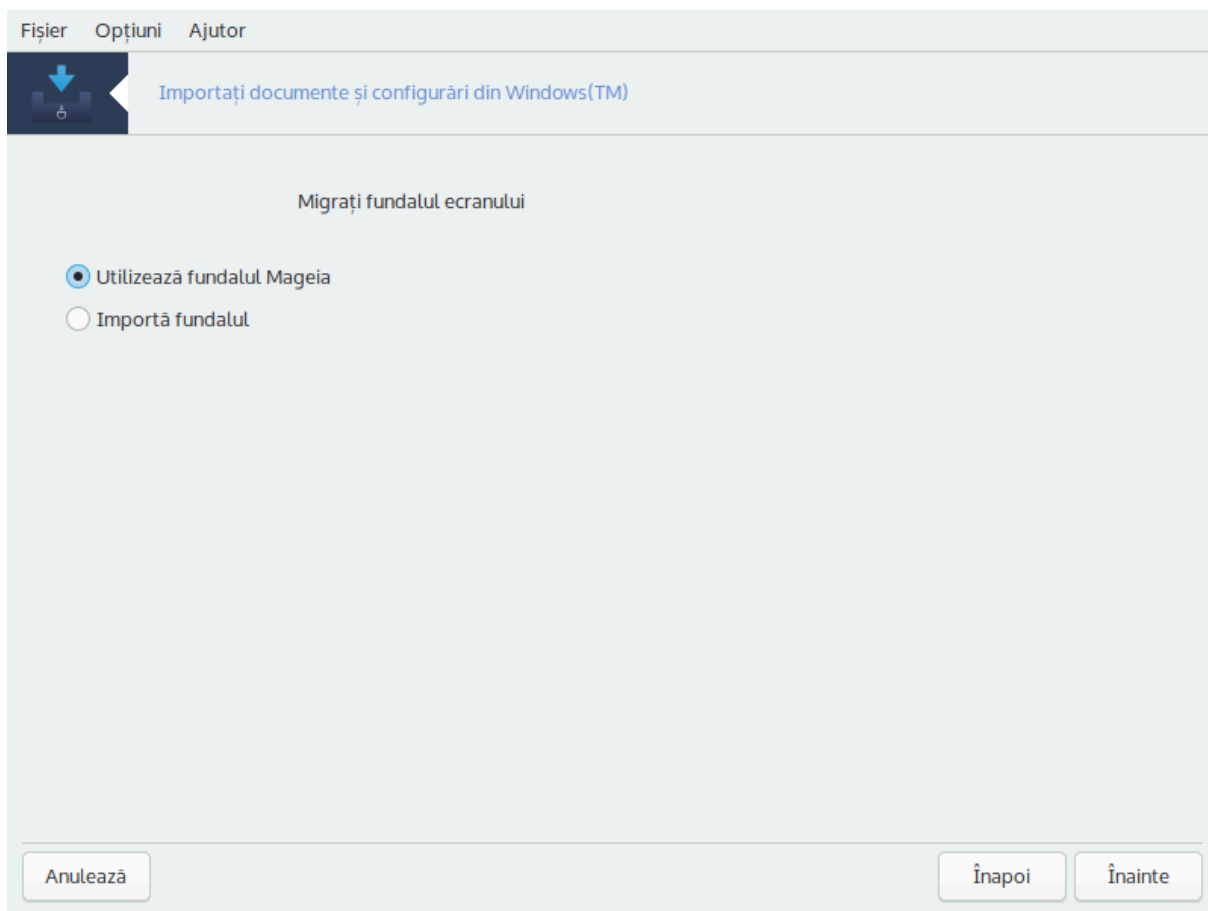 Fișier Opțiuni Ajutor
Importați documente și configurări din Windows(TM)
Migrați fundalul ecranului
Utilizează fundalul Mageia
Importă fundalul
Anulează Înapoi Înainte